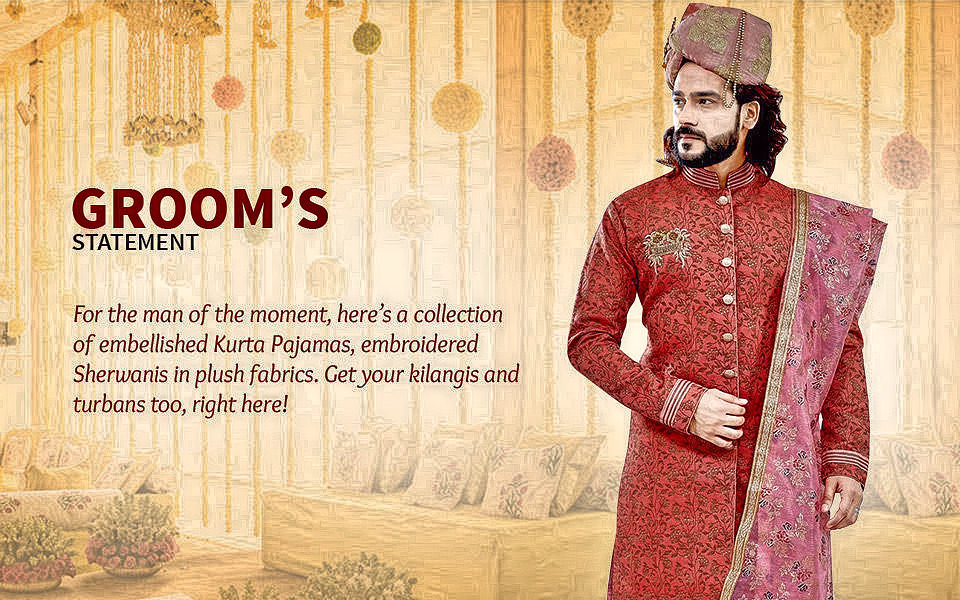 GROOM’S
STATEMENT
For the man of the moment, here’s a collection
of embellished Kurta Pajamas, embroidered
Sherwanis in plush fabrics. Get your kilangis and
turbans too, right here!